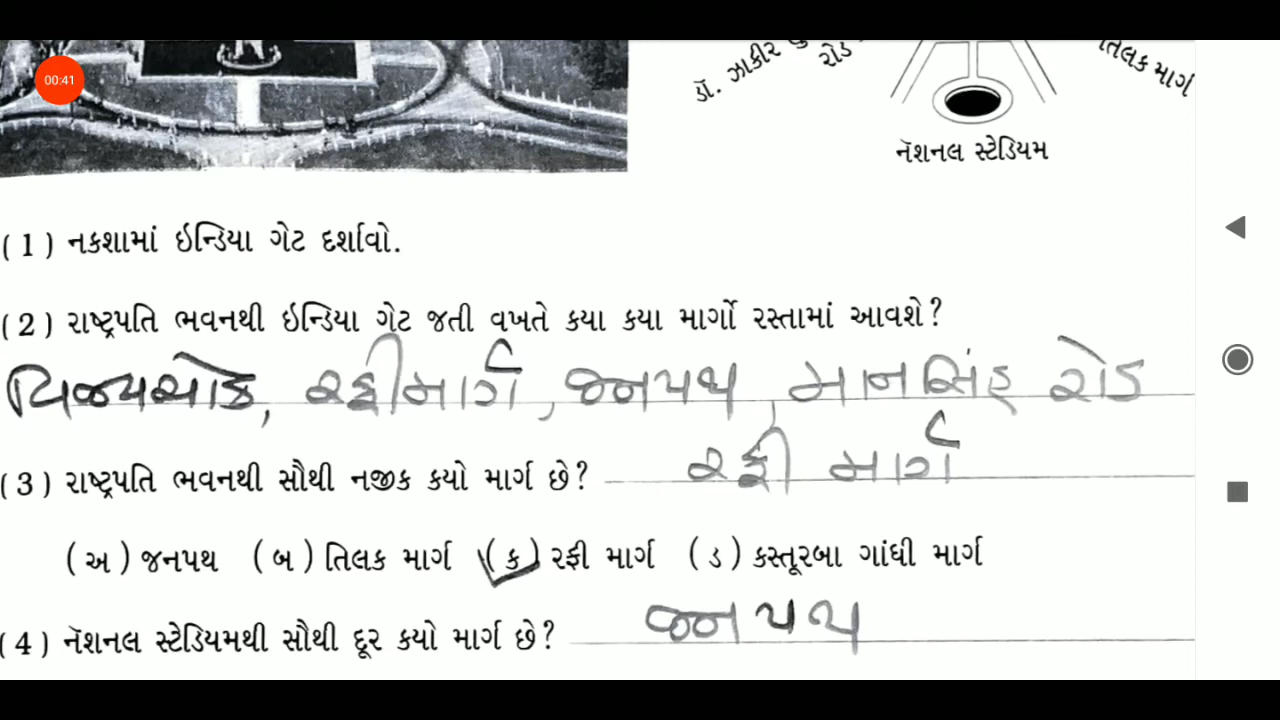 00:41
ડૉ. ઝાકીર
રોડ
તિલક માર્ગ
નૅશનલ સ્ટેડિયમ
(1) નકશામાં ઇન્ડિયા ગેટ દર્શાવો.
(2) રાષ્ટ્રપતિ ભવનથી ઇન્ડિયા ગેટ જતી વખતે કયા કયા માર્ગો રસ્તામાં આવશે?
વિજયચોક, રફીમાર્ગ, જનપથ, માનસિંહ રોડ
(3) રાષ્ટ્રપતિ ભવનથી સૌથી નજીક કયો માર્ગ છે? રફી માર્ગ
(અ) જનપથ (બ) તિલક માર્ગ (ક) રફી માર્ગ (ડ) કસ્તૂરબા ગાંધી માર્ગ
(4) નૅશનલ સ્ટેડિયમથી સૌથી દૂર કયો માર્ગ છે? જનપથ